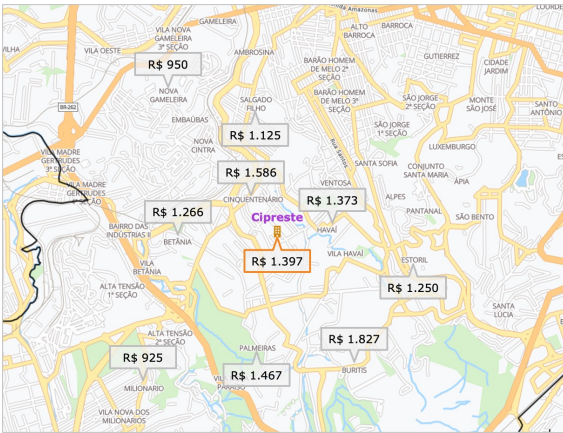 LOURDES
Amazonas
GAMELEIRA
VILA NOVA
GAMELEIRA
3ª SEÇÃO
ALTO
BARROCA
BARROCA
VILHA
VILA OESTE
AMBROSINA
BARÃO HOMEM
DE MELO 2ª
SEÇÃO
GUTIERREZ
CIDADE
JARDIM
R$ 950
NOVA
GAMELEIRA
BARÃO HOMEM
DE MELO 3ª
SEÇÃO
SÃO JORGE
2ª SEÇÃO
MONTE
SÃO JOSÉ
SANTO
ANTÔNIO
BR-262
SALGADO
FILHO
EMBAÚBAS
R$ 1.125
SÃO JORGE
1ª SEÇÃO
NOVA
CINTRA
LUXEMBURGO
VILA MADRE
GERTRUDES
3ª SEÇÃO
SANTA SOFIA
CONJUNTO
SANTA MARIA
R$ 1.586
VENTOSA
ÁPIA
VILA MADRE
GERTRUDES
4ª SEÇÃO
CINQUENTENÁRIO
R$ 1.373
ALPES
R$ 1.266
PANTANAL
SÃO BENTO
Cipreste
BAIRRO DAS
INDÚSTRIAS II
BETÂNIA
HAVAÍ
VILA HAVAÍ
ESTORIL
R$ 1.397
VILA
BETÂNIA
R$ 1.250
ALTA TENSÃO
1ª SEÇÃO
SANTA
LÚCIA
ALTA TENSÃO
2ª SEÇÃO
R$ 1.827
PALMEIRAS
R$ 925
BURITIS
R$ 1.467
MILIONARIO
VILA NOVA DOS
MILIONARIOS